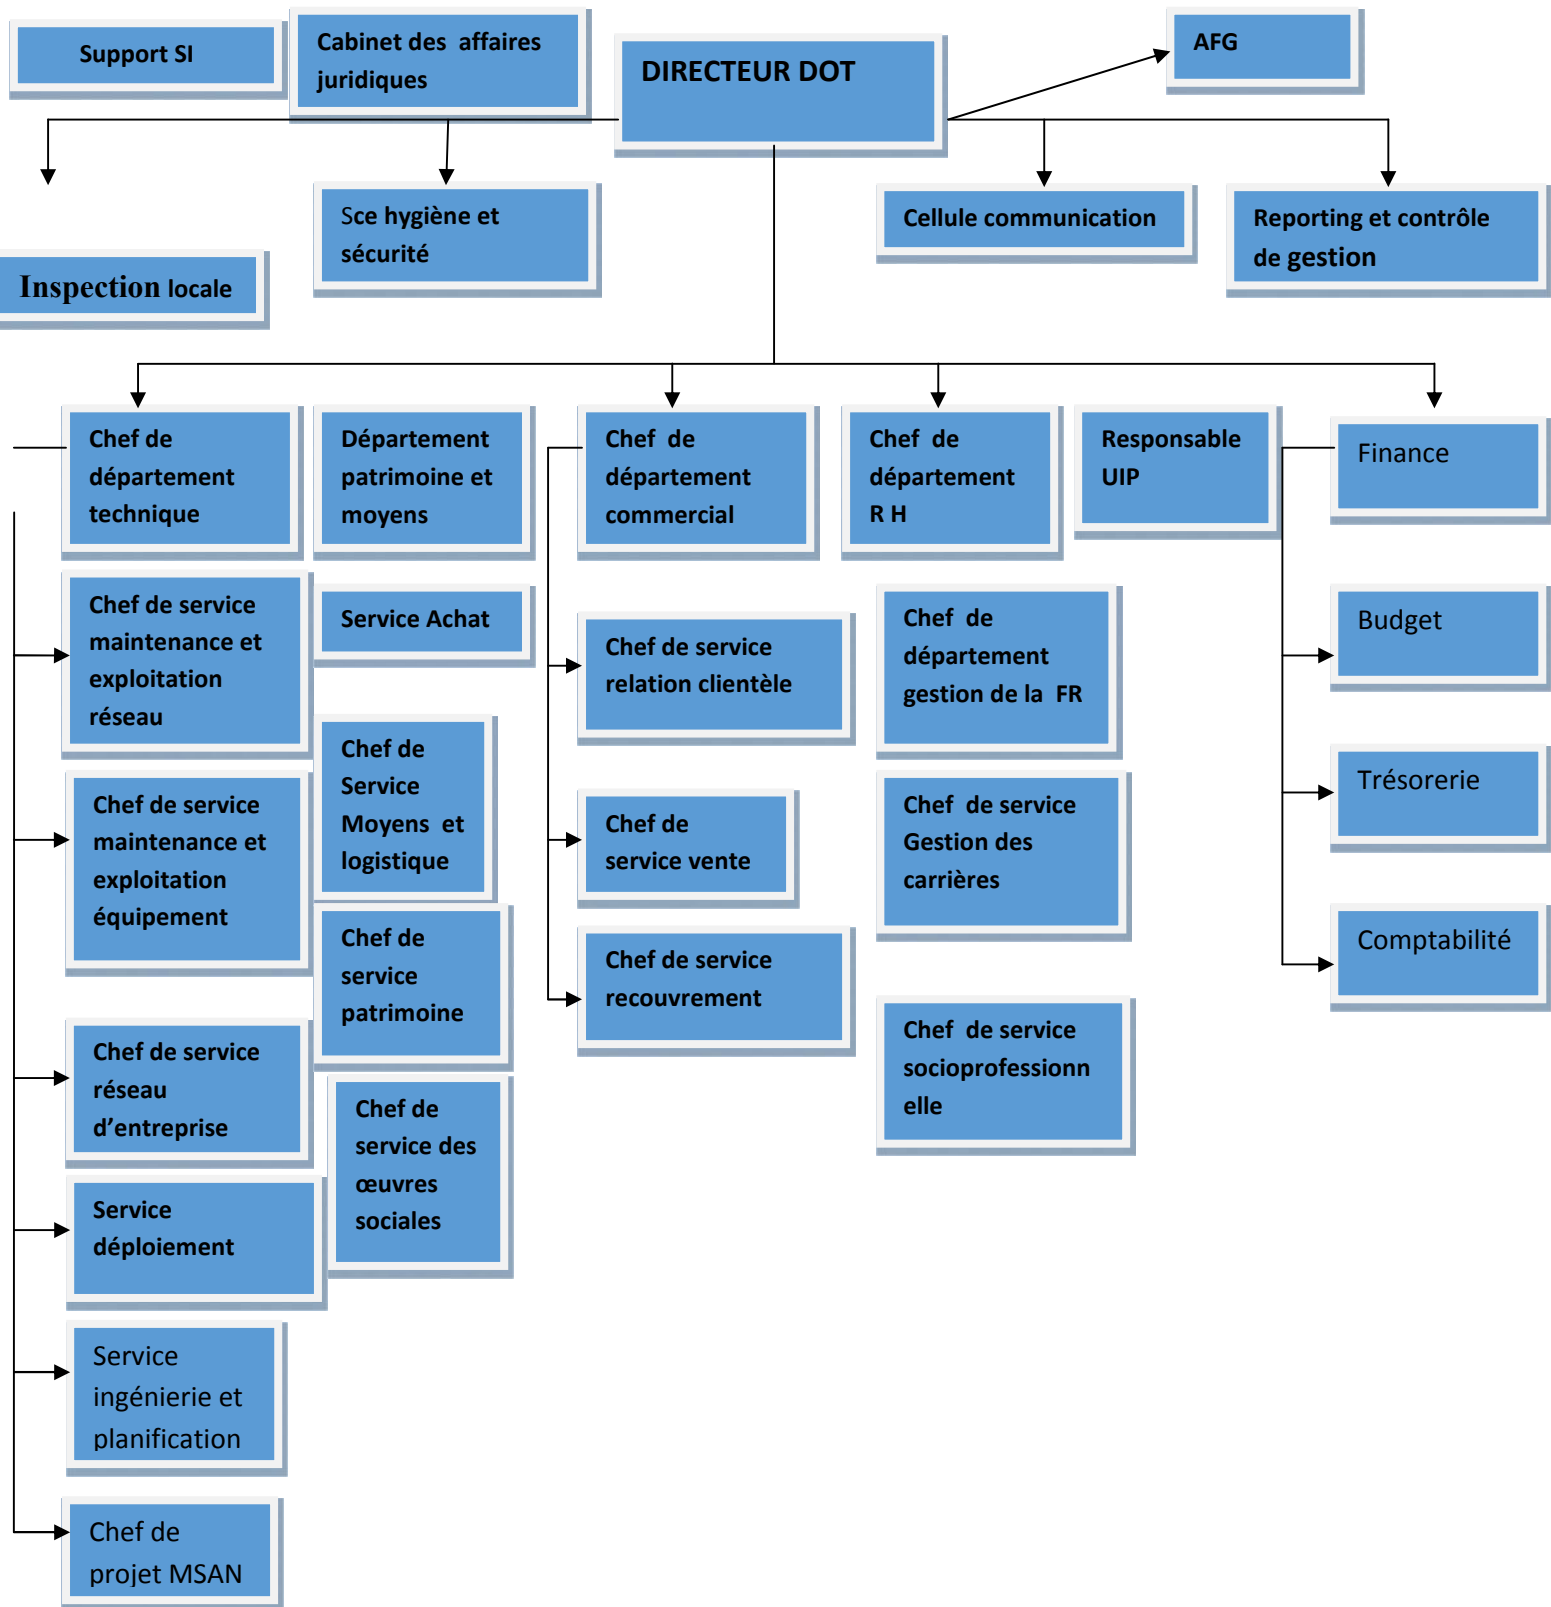 Support SI
Cabinet des affaires
juridiques
DIRECTEUR DOT
AFG
Inspection locale
Sce hygiène et
sécurité
Cellule communication
Reporting et contrôle
de gestion
Chef de
département
technique
Département
patrimoine et
moyens
Chef de
département
commercial
Chef de
département
R H
Responsable
UIP
Finance
Chef de service
maintenance et
exploitation
réseau
Chef de service
maintenance et
exploitation
équipement
Chef de service
réseau
d’entreprise
Service
déploiement
Service
ingénierie et
planification
Chef de
projet MSAN
Service Achat
Chef de
Service
Moyens et
logistique
Chef de
service
patrimoine
Chef de
service des
œuvres
sociales
Chef de service
relation clientèle
Chef de
service vente
Chef de service
recouvrement
Chef de
département
gestion de la FR
Chef de service
Gestion des
carrières
Chef de service
socioprofessionn
elle
Budget
Trésorerie
Comptabilité